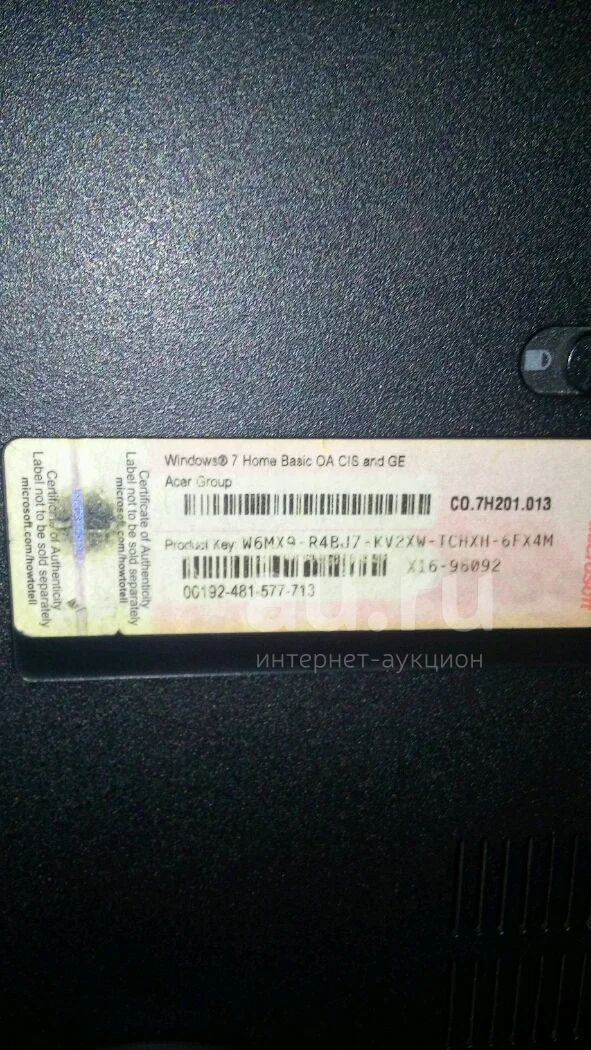 Windows® 7 Home Basic OA CIS and GE
Acer Group
CO.7H201.013
Product Key: W6MX9-R4BJ7-KV2XW-TCHXH-6FX4M
X16-96092
00192-481-577-713
Certificate of Authenticity
Label not to be sold separately
microsoft.com/howtotell
Certificate of Authenticity
Label not to be sold separately
microsoft.com/howtotell
Microsoft
au.ru
интернет-аукцион